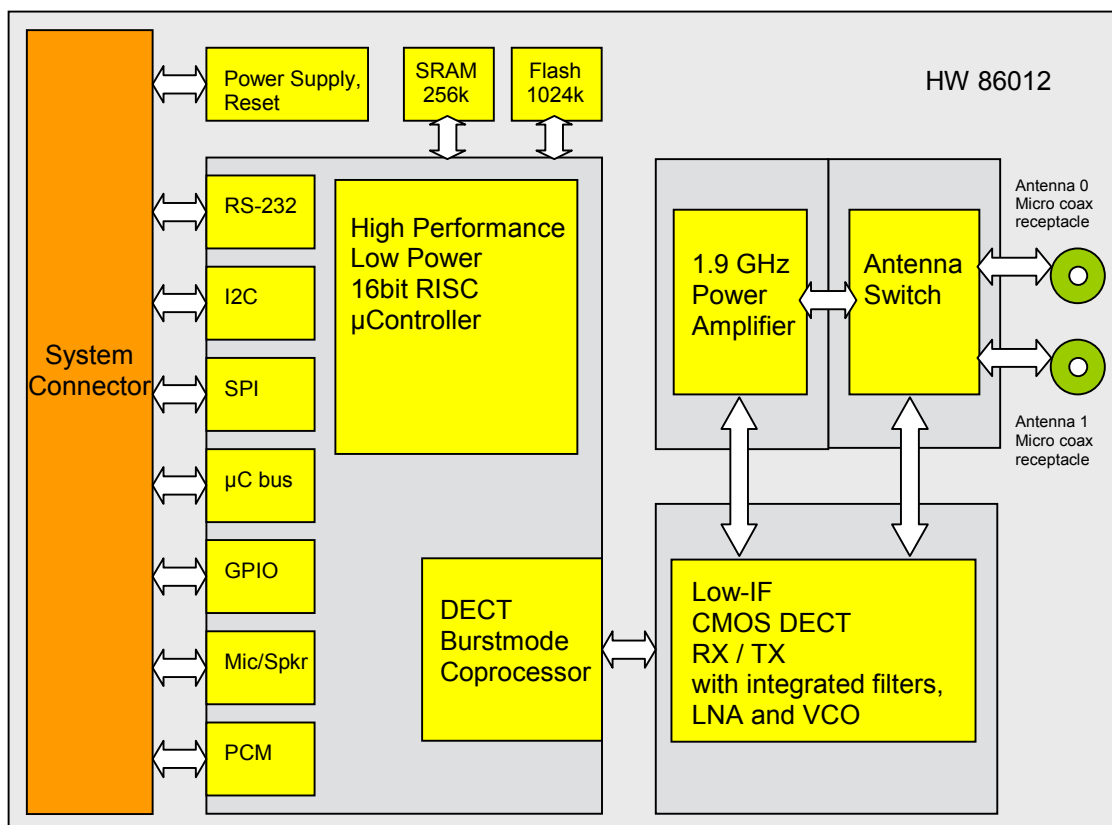 Power Supply,
Reset
SRAM
256k
Flash
1024k
HW 86012
RS-232
I2C
SPI
µC bus
GPIO
Mic/Spkr
PCM
System
Connector
High Performance
Low Power
16bit RISC
µController
DECT
Burstmode
Coprocessor
1.9 GHz
Power
Amplifier
Antenna
Switch
Antenna 0
Micro coax
receptacle
Antenna 1
Micro coax
receptacle
Low-IF
CMOS DECT
RX / TX
with integrated filters,
LNA and VCO